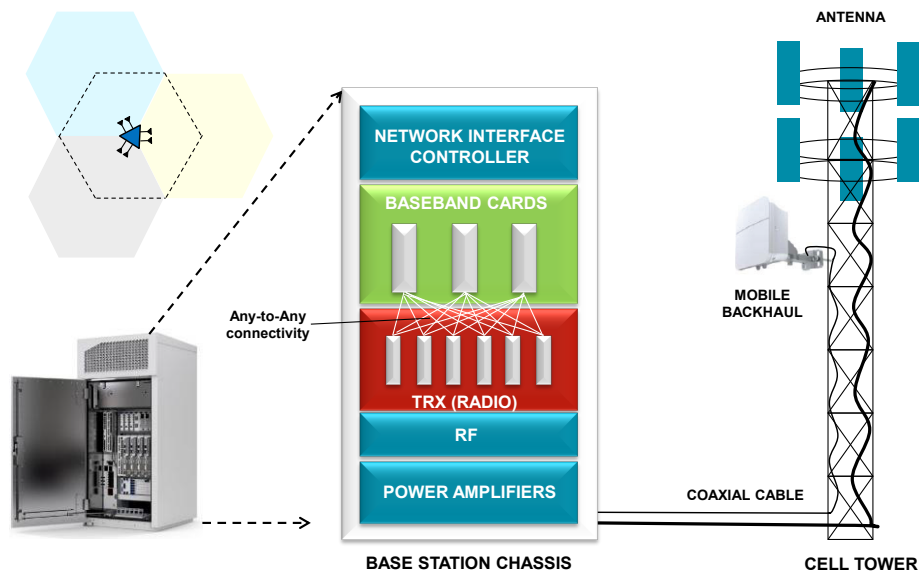 ANTENNA
NETWORK INTERFACE
CONTROLLER
BASEBAND CARDS
Any-to-Any
connectivity
MOBILE
BACKHAUL
TRX (RADIO)
RF
POWER AMPLIFIERS
COAXIAL CABLE
BASE STATION CHASSIS
CELL TOWER